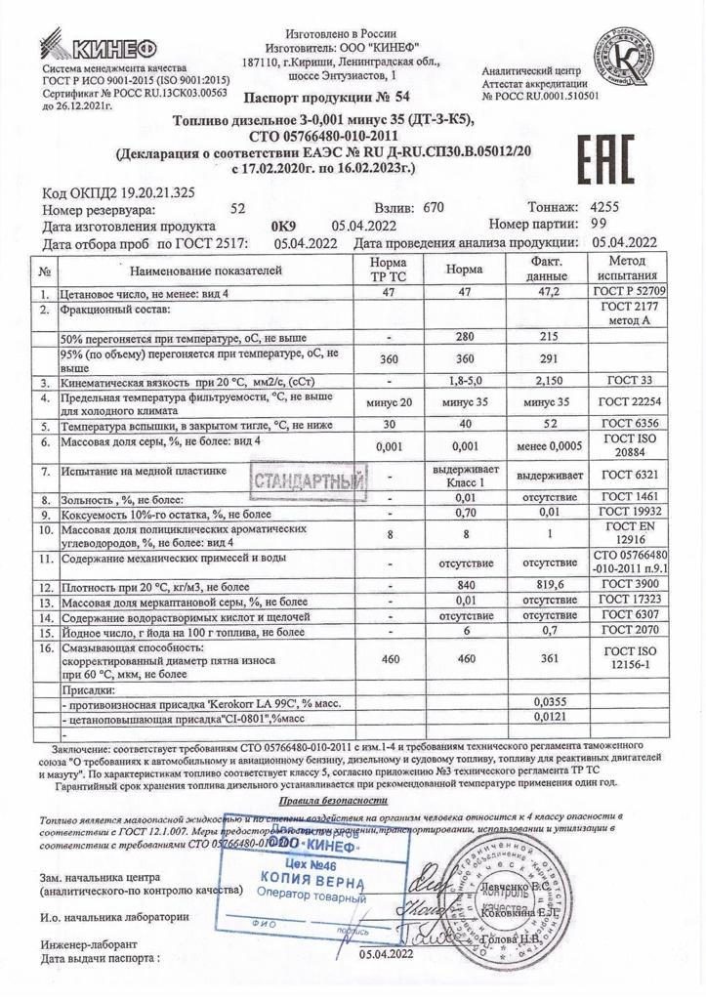 КИНЕФ
Система менеджмента качества
ГОСТ Р ИСО 9001-2015 (ISO 9001:2015)
Сертификат № РОСС RU.13СК03.00563
до 26.12.2021г.
Изготовлено в России
Изготовитель: ООО "КИНЕФ"
187110, г.Кириши, Ленинградская обл.,
шоссе Энтузиастов, 1
Аналитический центр
Аттестат аккредитации
№ РОСС RU.0001.510501
Паспорт продукции № 54
Топливо дизельное З-0,001 минус 35 (ДТ-З-К5),
СТО 05766480-010-2011
(Декларация о соответствии ЕАЭС № RU Д-RU.СП30.В.05012/20
с 17.02.2020г. по 16.02.2023г.)
ЕАС
Код ОКПД2 19.20.21.325
Номер резервуара: 52 Взлив: 670 Тоннаж: 4255
Дата изготовления продукта 0К9 05.04.2022 Номер партии: 99
Дата отбора проб по ГОСТ 2517: 05.04.2022 Дата проведения анализа продукции: 05.04.2022
№ Наименование показателей Норма ТР ТС Норма Факт. данные Метод испытания
1. Цетановое число, не менее: вид 4 47 47 47,2 ГОСТ Р 52709
2. Фракционный состав: ГОСТ 2177 метод А
50% перегоняется при температуре, оС, не выше - 280 215
95% (по объему) перегоняется при температуре, оС, не
выше 360 360 291
3. Кинематическая вязкость при 20 °С, мм2/с, (сСт) - 1,8-5,0 2,150 ГОСТ 33
4. Предельная температура фильтруемости, °С, не выше
для холодного климата минус 20 минус 35 минус 35 ГОСТ 22254
5. Температура вспышки, в закрытом тигле, °С, не ниже 30 40 52 ГОСТ 6356
6. Массовая доля серы, %, не более: вид 4 0,001 0,001 менее 0,0005 ГОСТ ISO 20884
7. Испытание на медной пластинке - выдерживает Класс 1 выдерживает ГОСТ 6321
СТАНДАРТНЫЙ
8. Зольность , %, не более: - 0,01 отсутствие ГОСТ 1461
9. Коксуемость 10%-го остатка, %, не более - 0,70 0,01 ГОСТ 19932
10. Массовая доля полициклических ароматических
углеводородов, %, не более: вид 4 8 8 1 ГОСТ EN 12916
11. Содержание механических примесей и воды - отсутствие отсутствие СТО 05766480 -010-2011 п.9.1
12. Плотность при 20 °С, кг/м3, не более - 840 819,6 ГОСТ 3900
13. Массовая доля меркаптановой серы, %, не более - 0,01 отсутствие ГОСТ 17323
14. Содержание водорастворимых кислот и щелочей - отсутствие отсутствие ГОСТ 6307
15. Йодное число, г йода на 100 г топлива, не более - 6 0,7 ГОСТ 2070
16. Смазывающая способность:
скорректированный диаметр пятна износа
при 60 °С, мкм, не более 460 460 361 ГОСТ ISO 12156-1
Присадки:
- противоизносная присадка 'Kerokorr LA 99C', % масс. 0,0355
- цетаноповышающая присадка"CI-0801",%масс 0,0121
-
Заключение: соответствует требованиям СТО 05766480-010-2011 с изм.1-4 и требованиям технического регламента таможенного
союза "О требованиях к автомобильному и авиационному бензину, дизельному и судовому топливу, топливу для реактивных двигателей
и мазуту". По характеристикам топливо соответствует классу 5, согласно приложению №3 технического регламента ТР ТС
Гарантийный срок хранения топлива дизельного устанавливается при рекомендованной температуре применения один год.
Правила безопасности
Топливо является малоопасной жидкостью и по степени воздействия на организм человека относится к 4 классу опасности в
соответствии с ГОСТ 12.1.007. Меры предосторожности при хранении,транспортировании, использовании и утилизации в
соответствии с требованиями СТО 05766480-010-2011
ООО "КИНЕФ"
Цех №46
КОПИЯ ВЕРНА
Оператор товарный
ФИО подпись
Зам. начальника центра
(аналитического-по контролю качества) Левченко Е.С.
контроль
качества
И.о. начальника лаборатории Коковкина Е.Л.
Инженер-лаборант Голова Н.В.
Дата выдачи паспорта : 05.04.2022